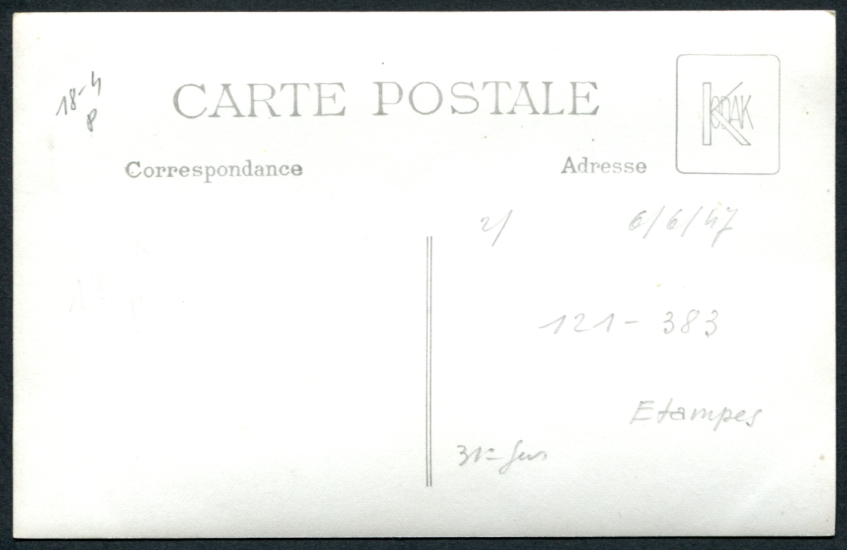 18-4
P
CARTE POSTALE
KODAK
Correspondance
Adresse
2/
6/6/47
121- 383
Etampes
31=